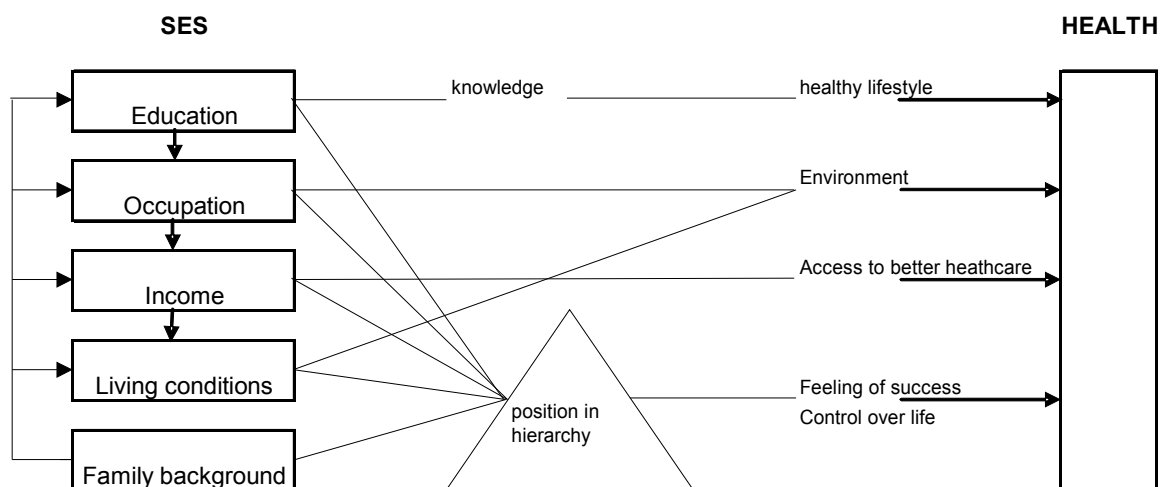 SES
HEALTH
Education
knowledge
healthy lifestyle
Occupation
Environment
Income
Access to better heathcare
Living conditions
Feeling of success
Control over life
position in
hierarchy
Family background